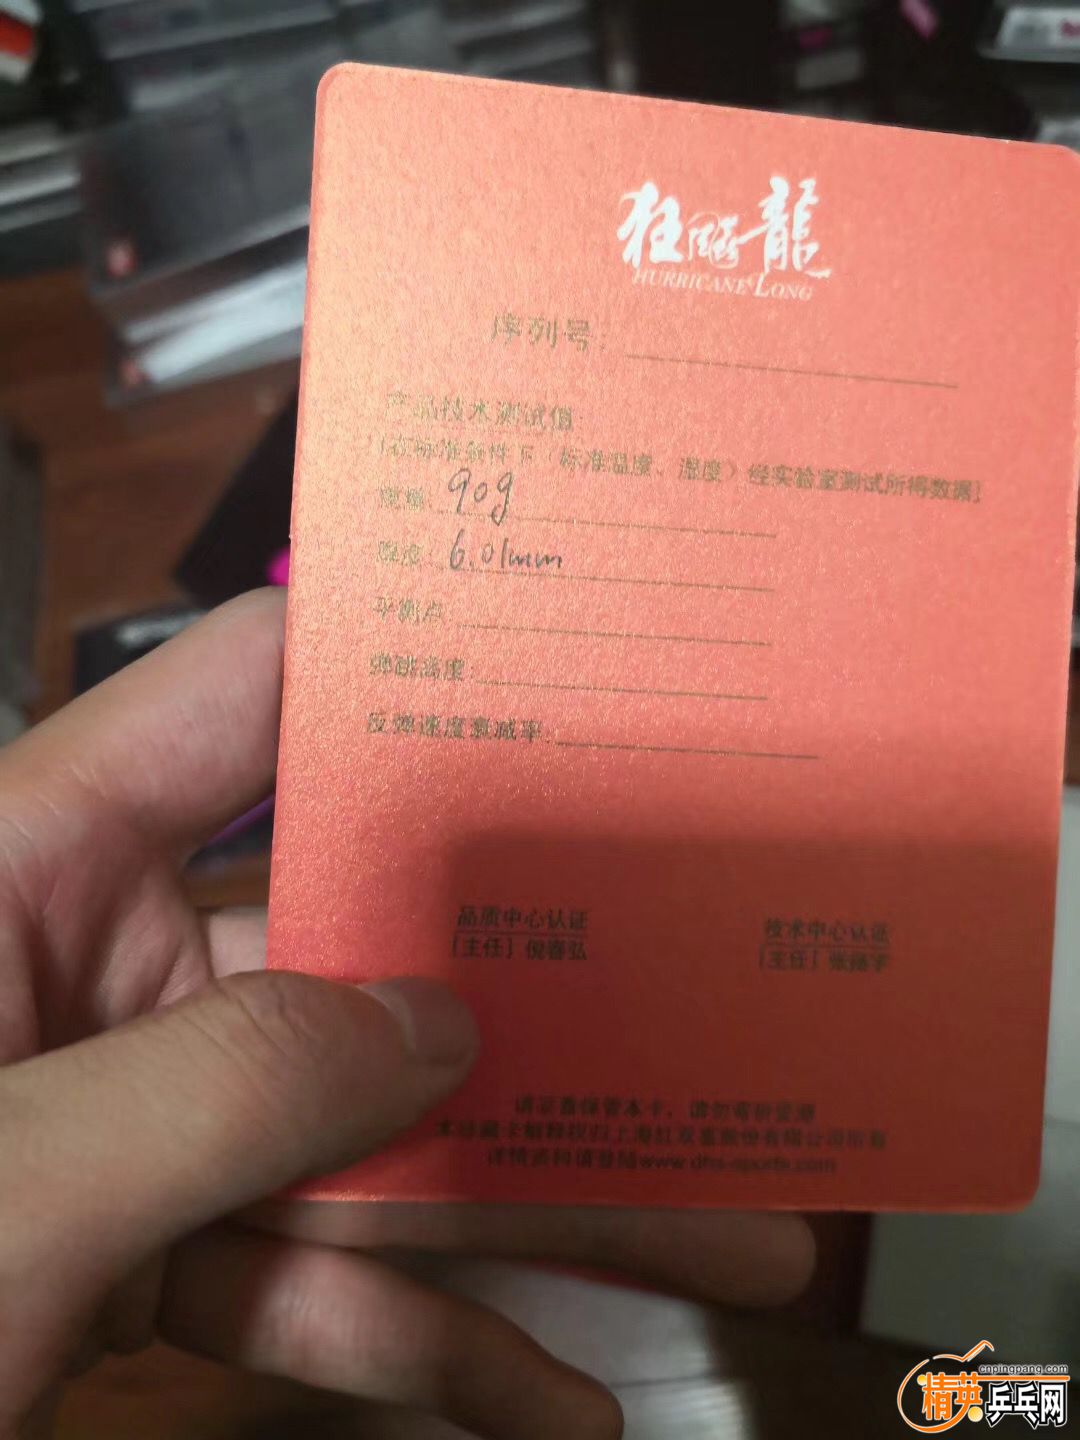 狂飚龍
HURRICANE LONG
序列号:
产品技术测试值:
[在标准条件下(标准温度、湿度)经实验室测试所得数据]
重量: 90g
厚度: 6.01mm
平衡点:
弹跳高度:
反弹速度衰减率:
品质中心认证
[主任] 倪春弘
技术中心认证
[主任]
请妥善保管本卡,请勿弯折受潮
本珍藏卡解释权归上海红双喜股份有限公司所有
详情资料请登陆www.dhs-sports.com
cnpingpang.com
精英乒乓网